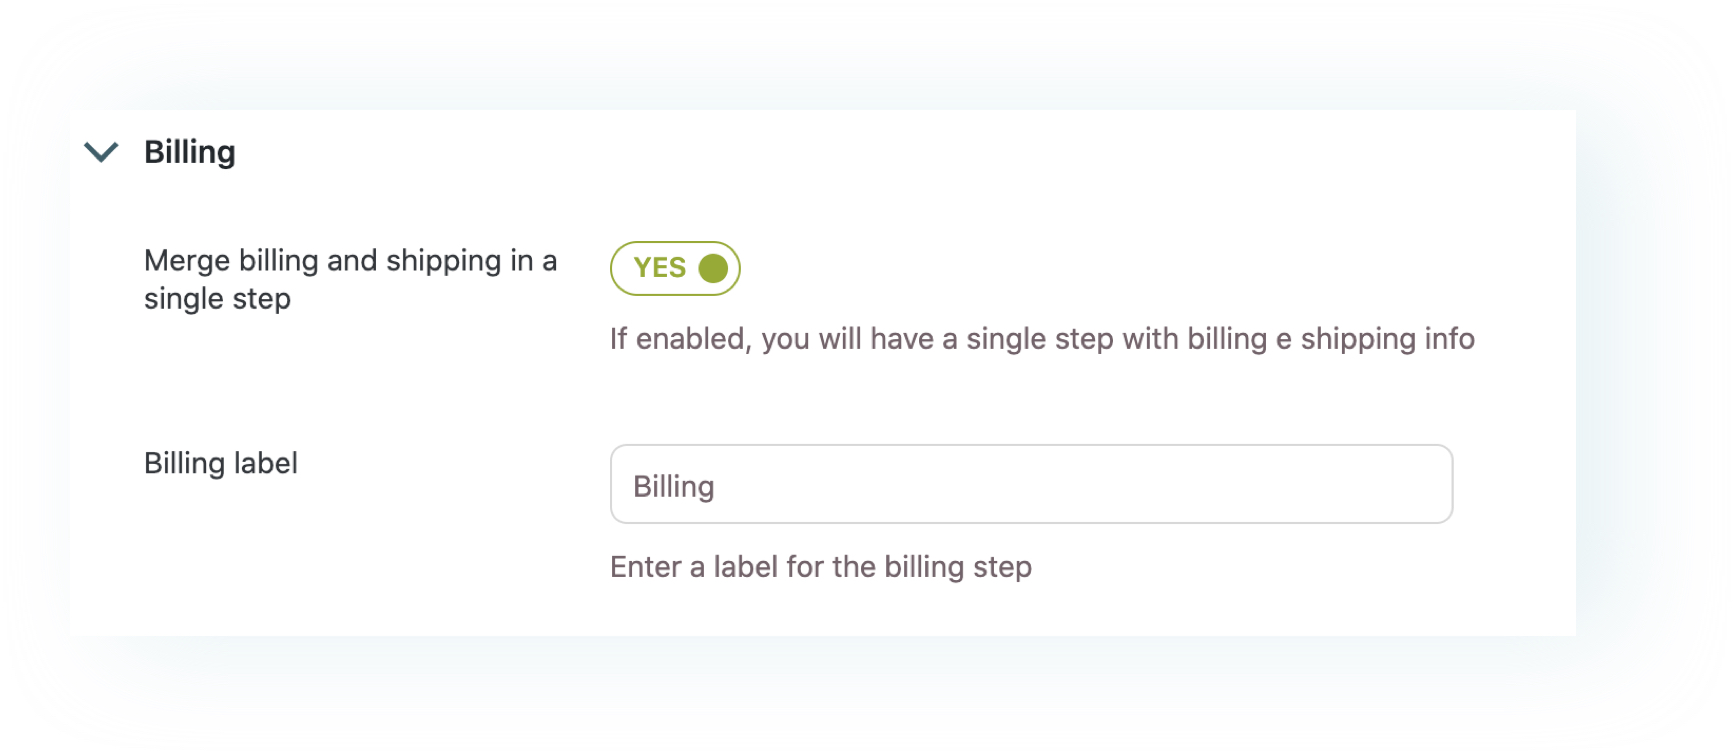 Billing
Merge billing and shipping in a
single step
YES
If enabled, you will have a single step with billing e shipping info
Billing label
Billing
Enter a label for the billing step